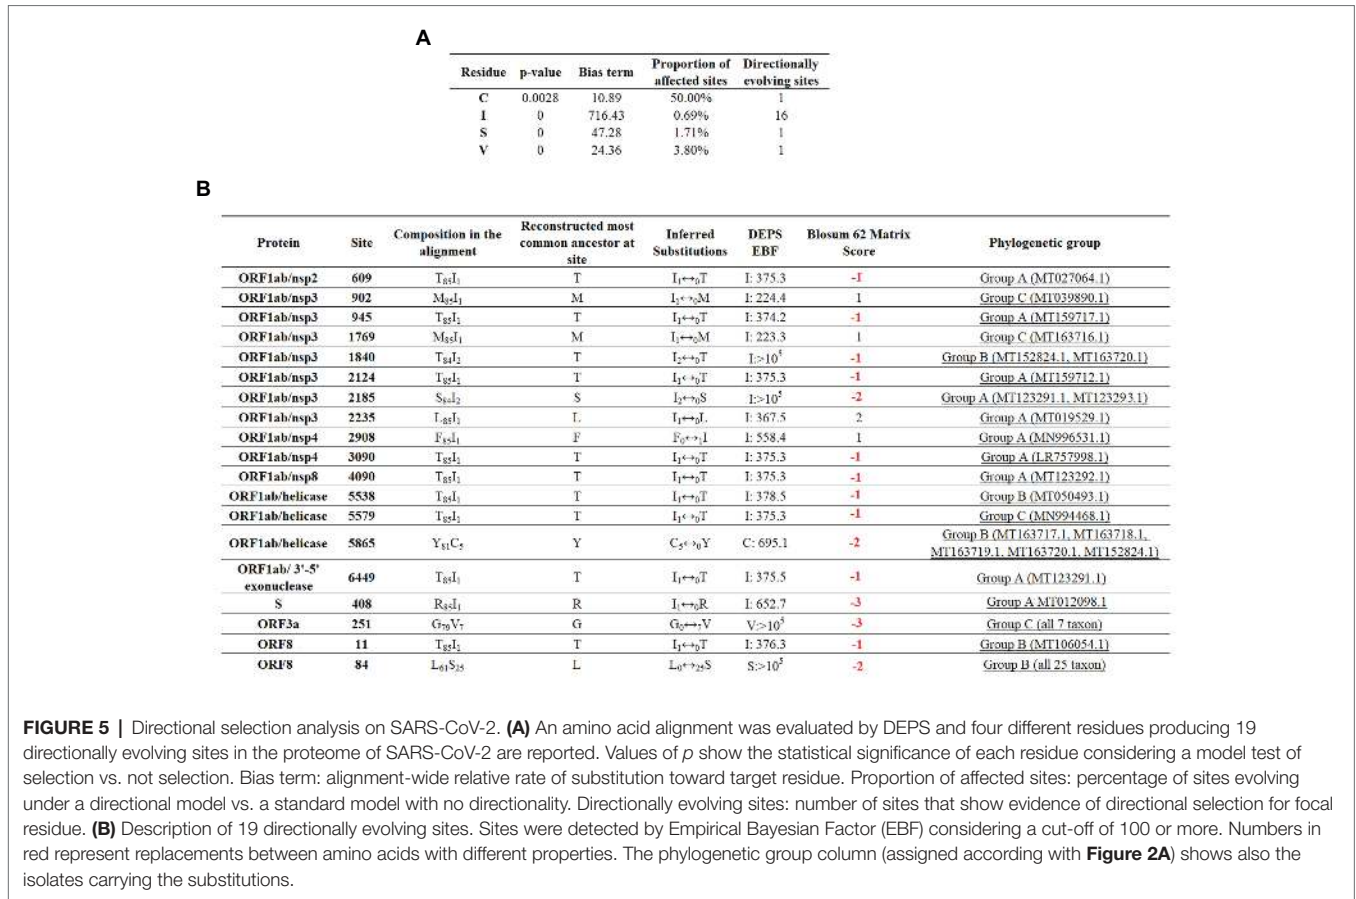 A
Residue p-value Bias term Proportion of affected sites Directionally evolving sites
C 0.0028 10.89 50.00% 1
I 0 716.43 0.69% 16
S 0 47.28 1.71% 1
V 0 24.36 3.80% 1
B
Protein Site Composition in the alignment Reconstructed most common ancestor at site Inferred Substitutions DEPS EBF Blosum 62 Matrix Score Phylogenetic group
ORF1ab/nsp2 609 T₈₅I₁ T I₁↔₀T I: 375.3 -1 Group A (MT027064.1)
ORF1ab/nsp3 902 M₈₅I₁ M I₁↔₀M I: 224.4 1 Group C (MT039890.1)
ORF1ab/nsp3 945 T₈₅I₁ T I₁↔₀T I: 374.2 -1 Group A (MT159717.1)
ORF1ab/nsp3 1769 M₈₅I₁ M I₁↔₀M I: 223.3 1 Group C (MT163716.1)
ORF1ab/nsp3 1840 T₈₄I₂ T I₂↔₀T I:>10⁵ -1 Group B (MT152824.1, MT163720.1)
ORF1ab/nsp3 2124 T₈₅I₁ T I₁↔₀T I: 375.3 -1 Group A (MT159712.1)
ORF1ab/nsp3 2185 S₈₄I₂ S I₂↔₀S I:>10⁵ -2 Group A (MT123291.1, MT123293.1)
ORF1ab/nsp3 2235 L₈₅I₁ L I₁↔₀L I: 367.5 2 Group A (MT019529.1)
ORF1ab/nsp4 2908 F₈₅I₁ F F₀↔₁I I: 558.4 1 Group A (MN996531.1)
ORF1ab/nsp4 3090 T₈₅I₁ T I₁↔₀T I: 375.3 -1 Group A (LR757998.1)
ORF1ab/nsp8 4090 T₈₅I₁ T I₁↔₀T I: 375.3 -1 Group A (MT123292.1)
ORF1ab/helicase 5538 T₈₅I₁ T I₁↔₀T I: 378.5 -1 Group B (MT050493.1)
ORF1ab/helicase 5579 T₈₅I₁ T I₁↔₀T I: 375.3 -1 Group C (MN994468.1)
ORF1ab/helicase 5865 Y₈₁C₅ Y C₅↔₀Y C: 695.1 -2 Group B (MT163717.1, MT163718.1, MT163719.1, MT163720.1, MT152824.1)
ORF1ab/ 3'-5' exonuclease 6449 T₈₅I₁ T I₁↔₀T I: 375.5 -1 Group A (MT123291.1)
S 408 R₈₅I₁ R I₁↔₀R I: 652.7 -3 Group A MT012098.1
ORF3a 251 G₇₉V₇ G G₀↔₇V V:>10⁵ -3 Group C (all 7 taxon)
ORF8 11 T₈₅I₁ T I₁↔₀T I: 376.3 -1 Group B (MT106054.1)
ORF8 84 L₆₁S₂₅ L L₀↔₂₅S S:>10⁵ -2 Group B (all 25 taxon)
FIGURE 5 | Directional selection analysis on SARS-CoV-2. (A) An amino acid alignment was evaluated by DEPS and four different residues producing 19
directionally evolving sites in the proteome of SARS-CoV-2 are reported. Values of p show the statistical significance of each residue considering a model test of
selection vs. not selection. Bias term: alignment-wide relative rate of substitution toward target residue. Proportion of affected sites: percentage of sites evolving
under a directional model vs. a standard model with no directionality. Directionally evolving sites: number of sites that show evidence of directional selection for focal
residue. (B) Description of 19 directionally evolving sites. Sites were detected by Empirical Bayesian Factor (EBF) considering a cut-off of 100 or more. Numbers in
red represent replacements between amino acids with different properties. The phylogenetic group column (assigned according with Figure 2A) shows also the
isolates carrying the substitutions.